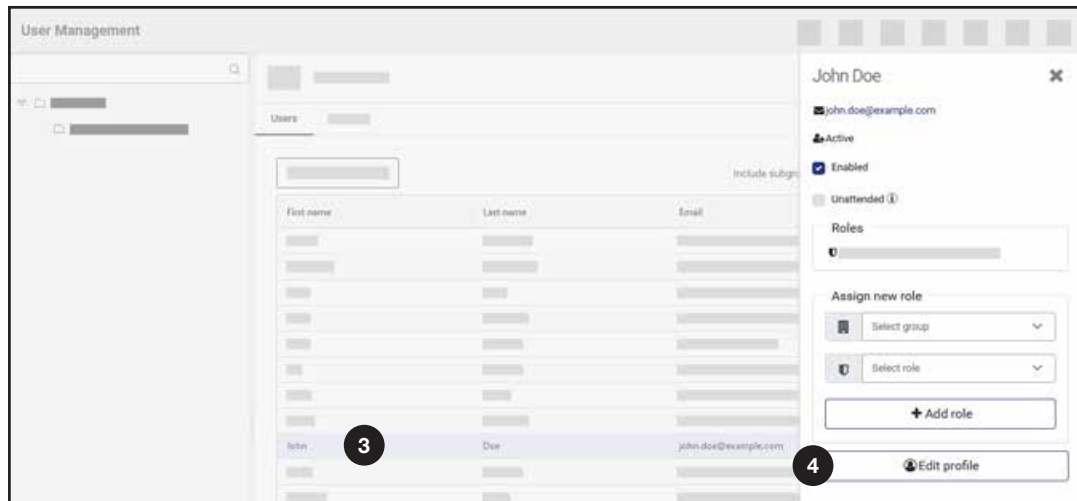 User Management
John Doe
john.doe@example.com
Active
Users
Enabled
Include subgro
Unattended
First name Last name Email
Roles
Assign new role
Select group
Select role
+ Add role
John 3 Doe john.doe@example.com
4 Edit profile